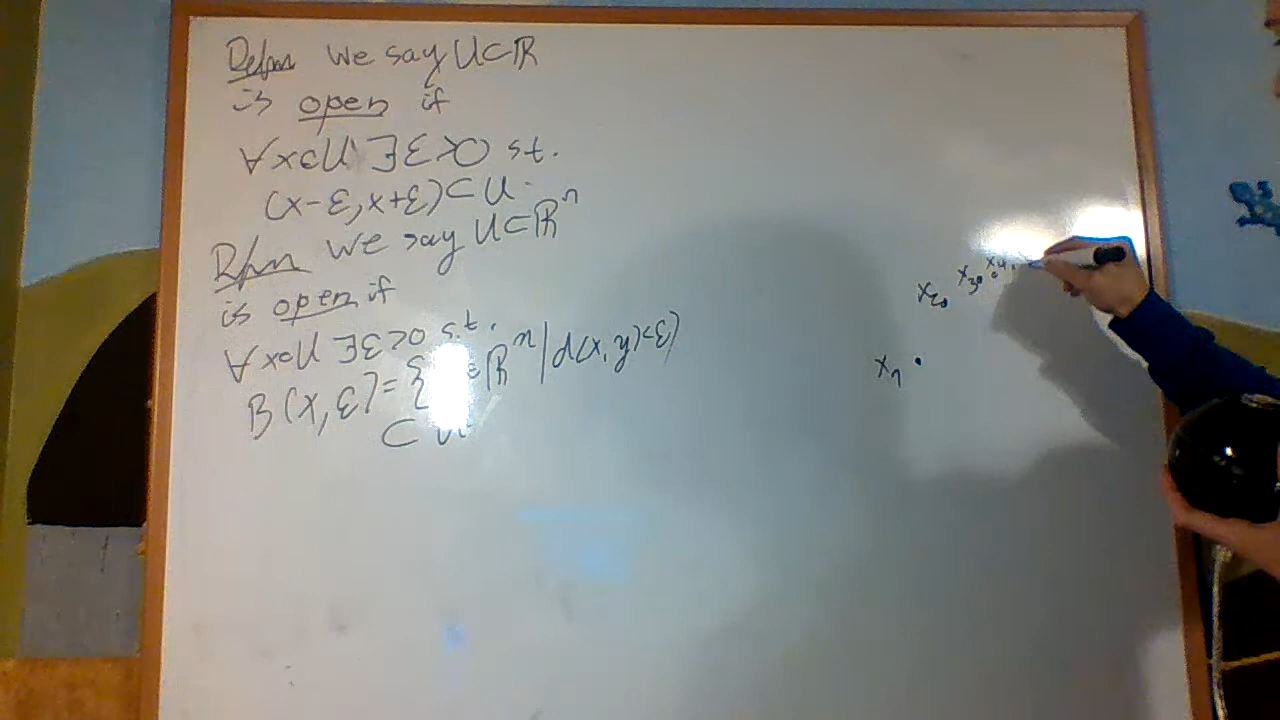 Defn We say U⊂ℝ
is open if
∀x∈U ∃ε>0 st.
(x-ε,x+ε)⊂U.
Defn We say U⊂ℝⁿ
is open if
∀x∈U ∃ε>0 s.t.
B(x,ε)={ ∈ℝⁿ|d(x,y)<ε}
⊂ U
x₂ x₃ x₄
x₁